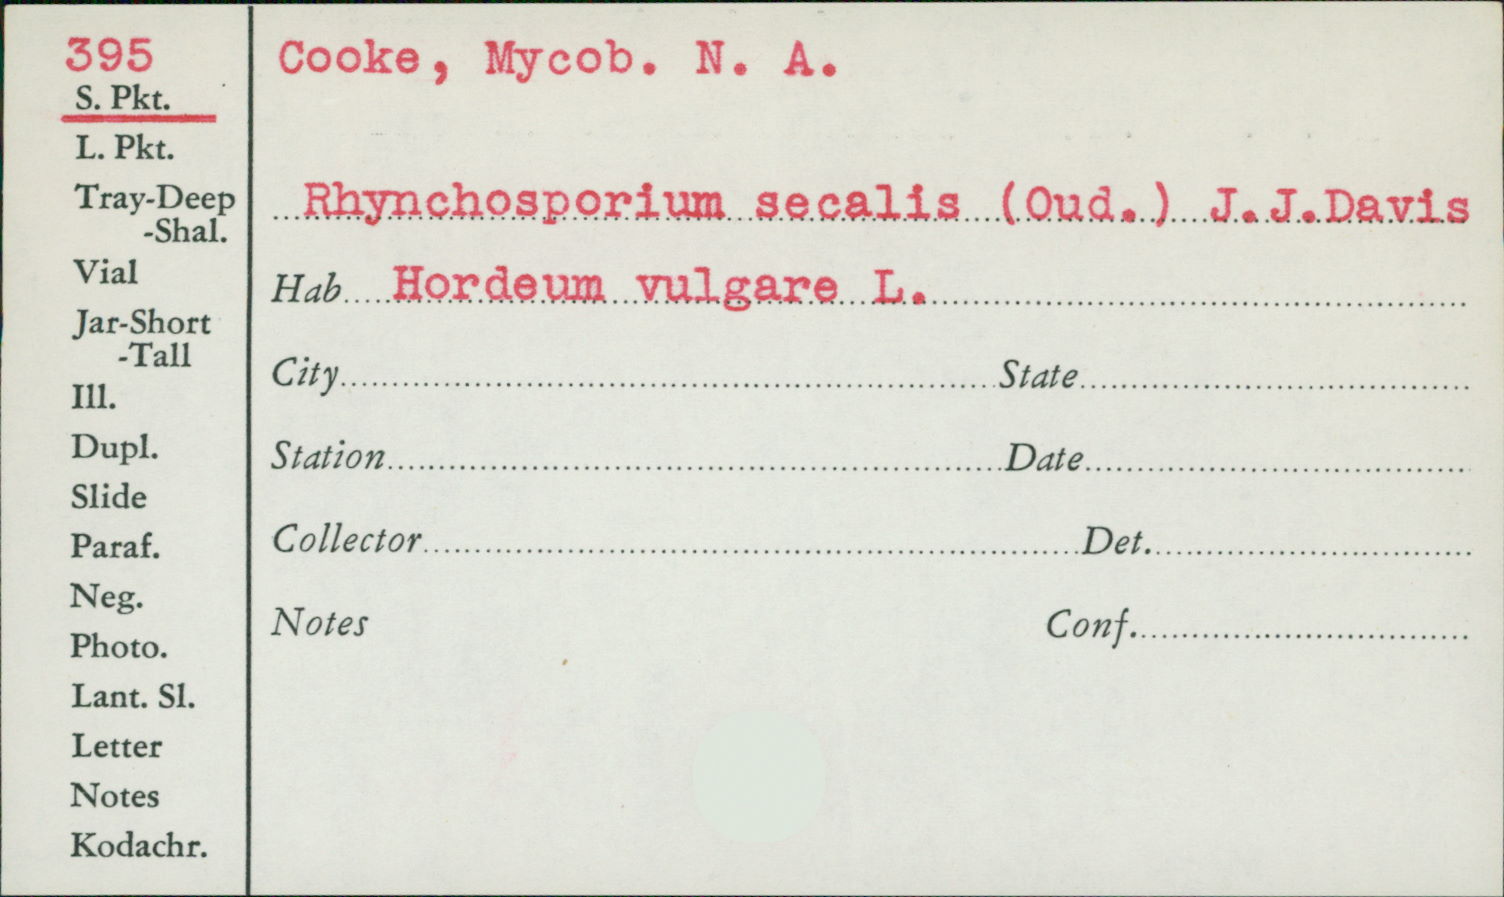 395
S. Pkt.
L. Pkt.
Tray-Deep
-Shal.
Vial
Jar-Short
-Tall
Ill.
Dupl.
Slide
Paraf.
Neg.
Photo.
Lant. Sl.
Letter
Notes
Kodachr.
Cooke, Mycob. N. A.
Rhynchosporium secalis (Oud.) J.J.Davis
Hab Hordeum vulgare L.
City State
Station Date
Collector Det.
Notes Conf.